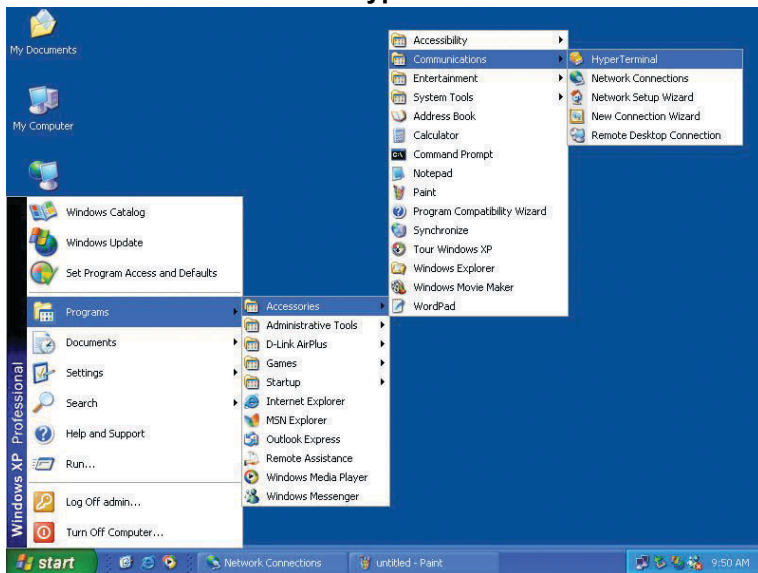 My Documents
My Computer
Windows Catalog
Windows Update
Set Program Access and Defaults
Programs
Documents
Settings
Search
Help and Support
Run...
Log Off admin...
Turn Off Computer...
Windows XP Professional
Accessories
Administrative Tools
D-Link AirPlus
Games
Startup
Internet Explorer
MSN Explorer
Outlook Express
Remote Assistance
Windows Media Player
Windows Messenger
Accessibility
Communications
Entertainment
System Tools
Address Book
Calculator
Command Prompt
Notepad
Paint
Program Compatibility Wizard
Synchronize
Tour Windows XP
Windows Explorer
Windows Movie Maker
WordPad
HyperTerminal
Network Connections
Network Setup Wizard
New Connection Wizard
Remote Desktop Connection
start
Network Connections
untitled - Paint
9:50 AM